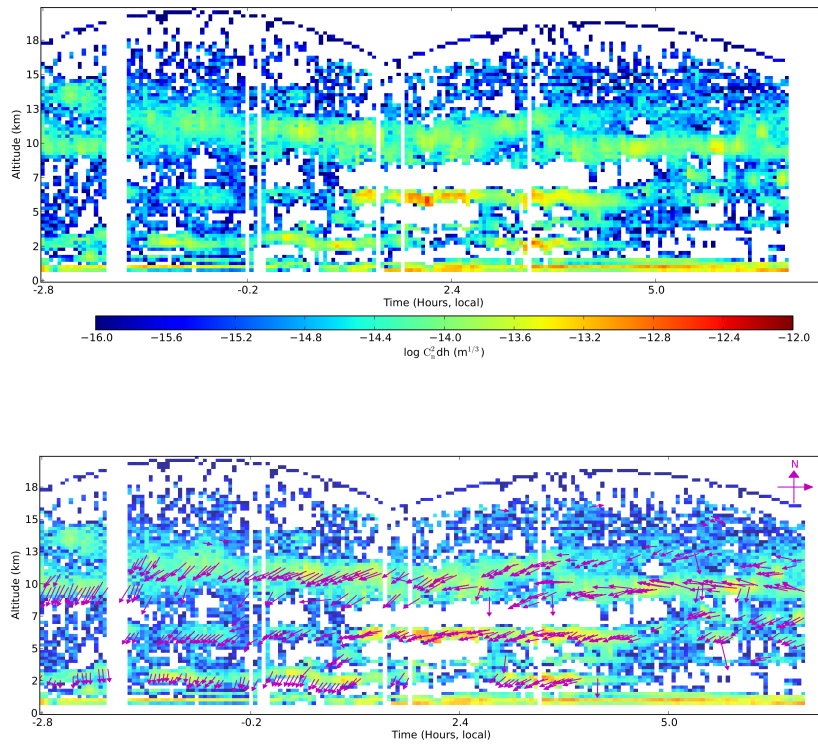 18
15
13
10
7
5
2
0
Altitude (km)
-2.8 -0.2 2.4 5.0
Time (Hours, local)
−16.0 −15.6 −15.2 −14.8 −14.4 −14.0 −13.6 −13.2 −12.8 −12.4 −12.0
log C²ₙdh (m^{1/3})
N
18
15
13
10
7
5
2
0
Altitude (km)
-2.8 -0.2 2.4 5.0
Time (Hours, local)